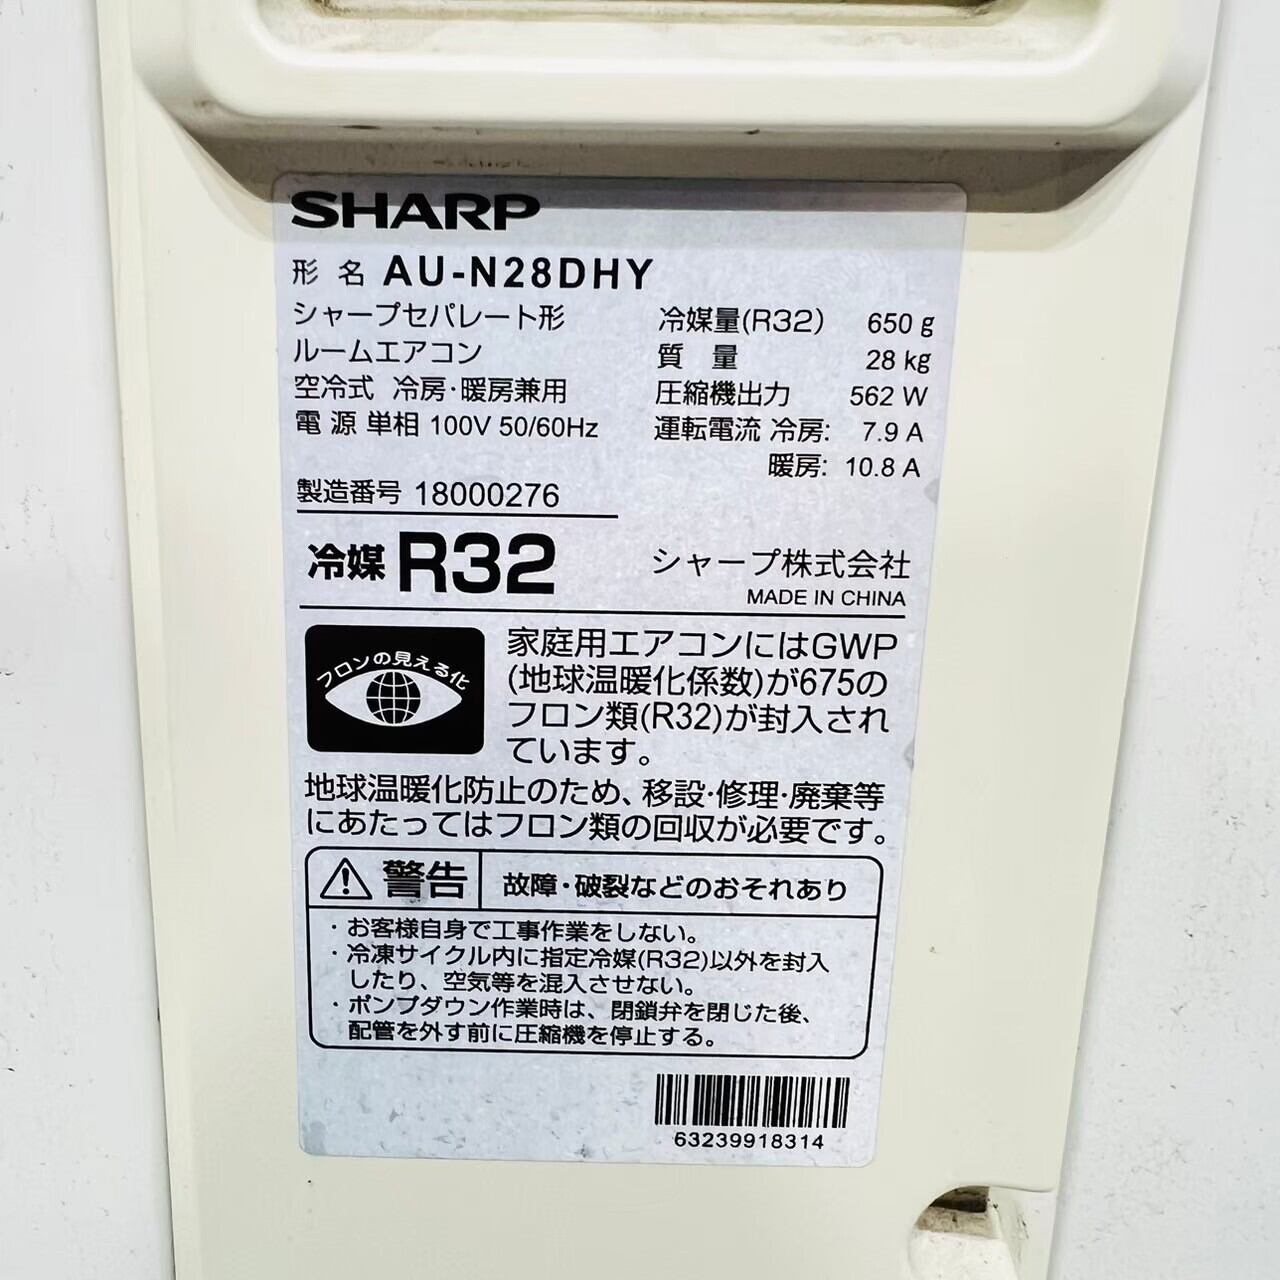 SHARP
形 名 AU-N28DHY
シャープセパレート形
ルームエアコン
空冷式 冷房・暖房兼用
電 源 単相 100V 50/60Hz
冷媒量(R32) 650 g
質 量 28 kg
圧縮機出力 562 W
運転電流 冷房: 7.9 A
暖房: 10.8 A
製造番号 18000276
冷媒 R32
シャープ株式会社
MADE IN CHINA
フロンの見える化
家庭用エアコンにはGWP
(地球温暖化係数)が675の
フロン類(R32)が封入され
ています。
地球温暖化防止のため、移設・修理・廃棄等
にあたってはフロン類の回収が必要です。
警告 故障・破裂などのおそれあり
・お客様自身で工事作業をしない。
・冷凍サイクル内に指定冷媒(R32)以外を封入
したり、空気等を混入させない。
・ポンプダウン作業時は、閉鎖弁を閉じた後、
配管を外す前に圧縮機を停止する。
63239918314